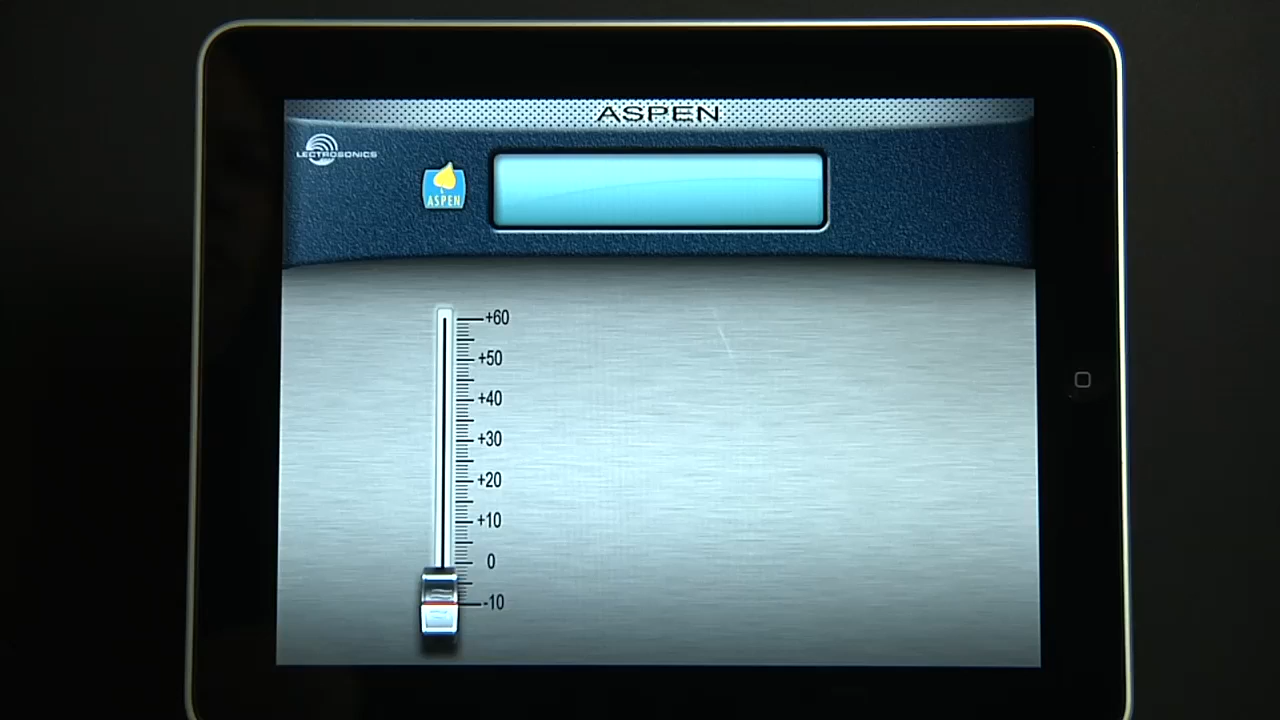 ASPEN
LECTROSONICS
ASPEN
+60
+50
+40
+30
+20
+10
0
-10